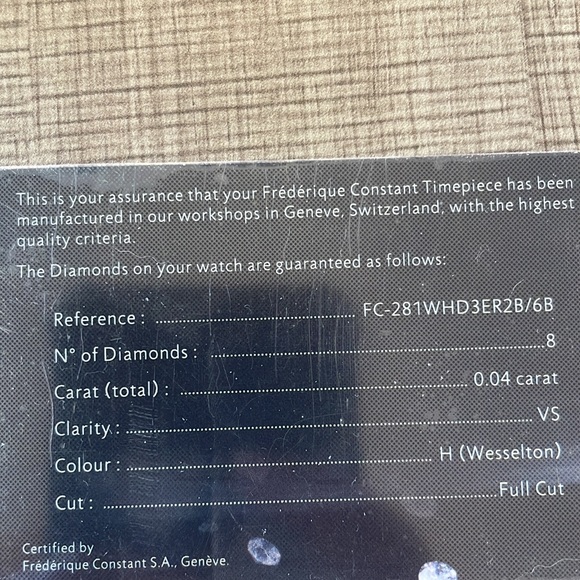 This is your assurance that your Frédérique Constant Timepiece has been
manufactured in our workshops in Geneve, Switzerland, with the highest
quality criteria.
The Diamonds on your watch are guaranteed as follows:
Reference : ........................................ FC-281WHD3ER2B/6B
N° of Diamonds : ........................................ 8
Carat (total) : ........................................ 0.04 carat
Clarity : ........................................ VS
Colour : ........................................ H (Wesselton)
Cut : ........................................ Full Cut
Certified by
Frédérique Constant S.A., Genève.